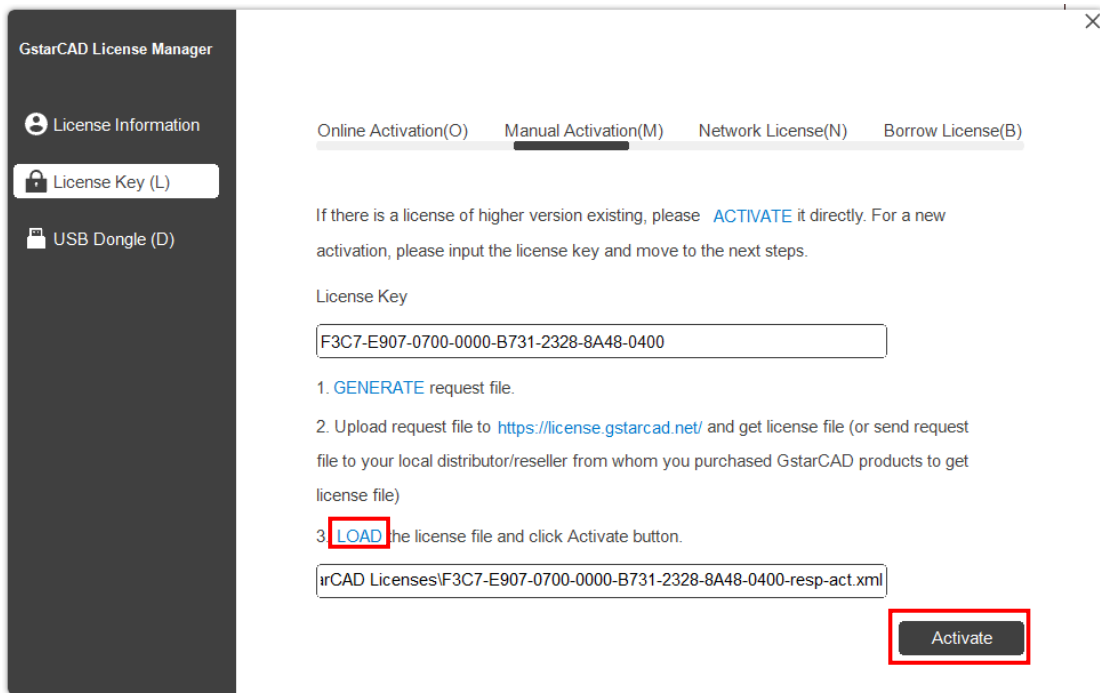 GstarCAD License Manager
License Information
License Key (L)
USB Dongle (D)
Online Activation(O) Manual Activation(M) Network License(N) Borrow License(B)
If there is a license of higher version existing, please ACTIVATE it directly. For a new
activation, please input the license key and move to the next steps.
License Key
F3C7-E907-0700-0000-B731-2328-8A48-0400
1. GENERATE request file.
2. Upload request file to https://license.gstarcad.net/ and get license file (or send request
file to your local distributor/reseller from whom you purchased GstarCAD products to get
license file)
3. LOAD the license file and click Activate button.
arCAD Licenses\F3C7-E907-0700-0000-B731-2328-8A48-0400-resp-act.xml
Activate